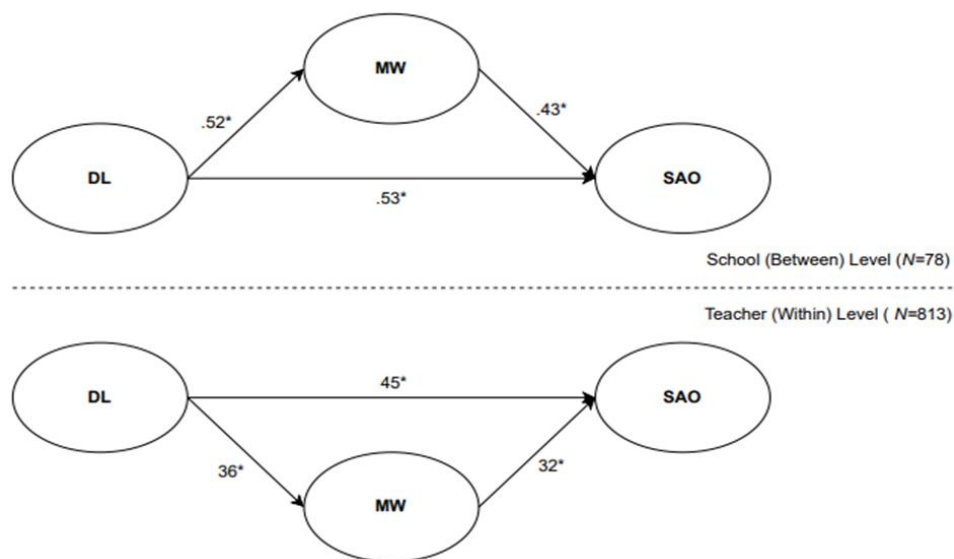 MW
.52*
.43*
DL
SAO
.53*
School (Between) Level (N=78)
Teacher (Within) Level ( N=813)
DL
45*
SAO
36*
32*
MW